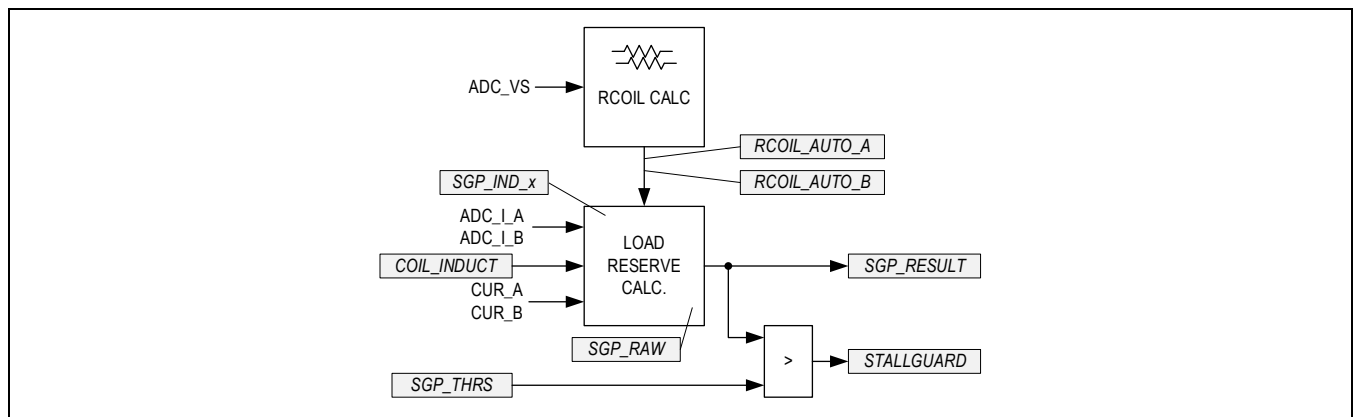 ADC_VS
RCOIL CALC
RCOIL_AUTO_A
RCOIL_AUTO_B
SGP_IND_x
ADC_I_A
ADC_I_B
COIL_INDUCT
CUR_A
CUR_B
LOAD
RESERVE
CALC.
SGP_RESULT
SGP_RAW
>
STALLGUARD
SGP_THRS